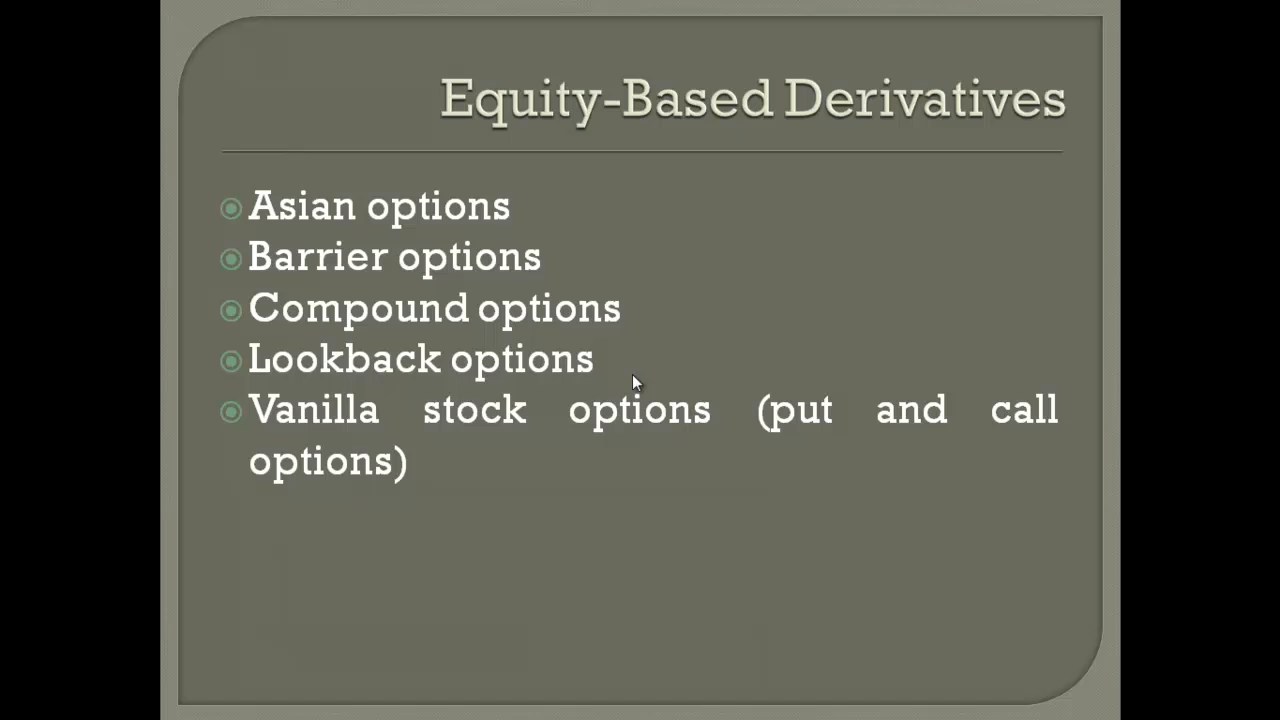 Equity-Based Derivatives
Asian options
Barrier options
Compound options
Lookback options
Vanilla stock options (put and call
options)